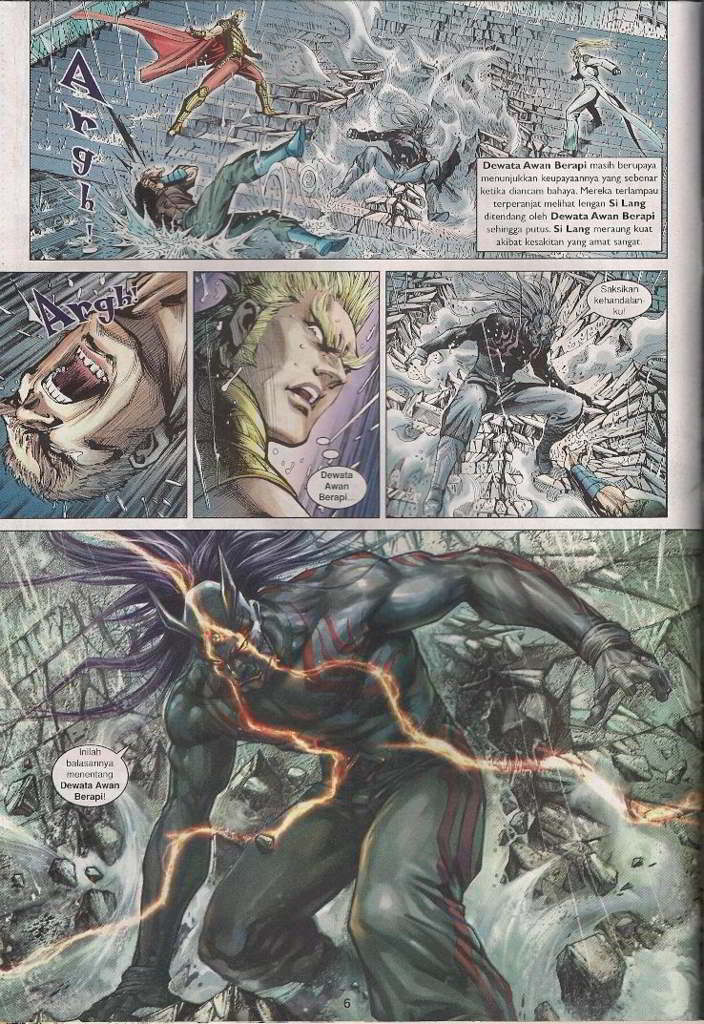 Argh!
Dewata Awan Berapi masih berupaya
menunjukkan keupayaannya yang sebenar
ketika diancam bahaya. Mereka terlampau
terperanjat melihat lengan Si Lang
ditendang oleh Dewata Awan Berapi
sehingga putus. Si Lang meraung kuat
akibat kesakitan yang amat sangat.
Argh!
Dewata
Awan
Berapi...
Saksikan
kehandalan-
ku!
Inilah
balasannya
menentang
Dewata Awan
Berapi!
6